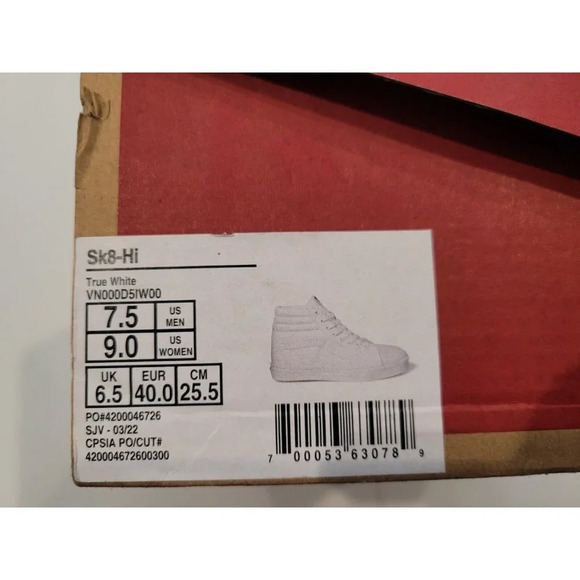 Sk8-Hi
True White
VN000D5IW00
7.5 US MEN
9.0 US WOMEN
UK EUR CM
6.5 40.0 25.5
PO#4200046726
SJV - 03/22
CPSIA PO/CUT#
420004672600300
7 00053 63078 9